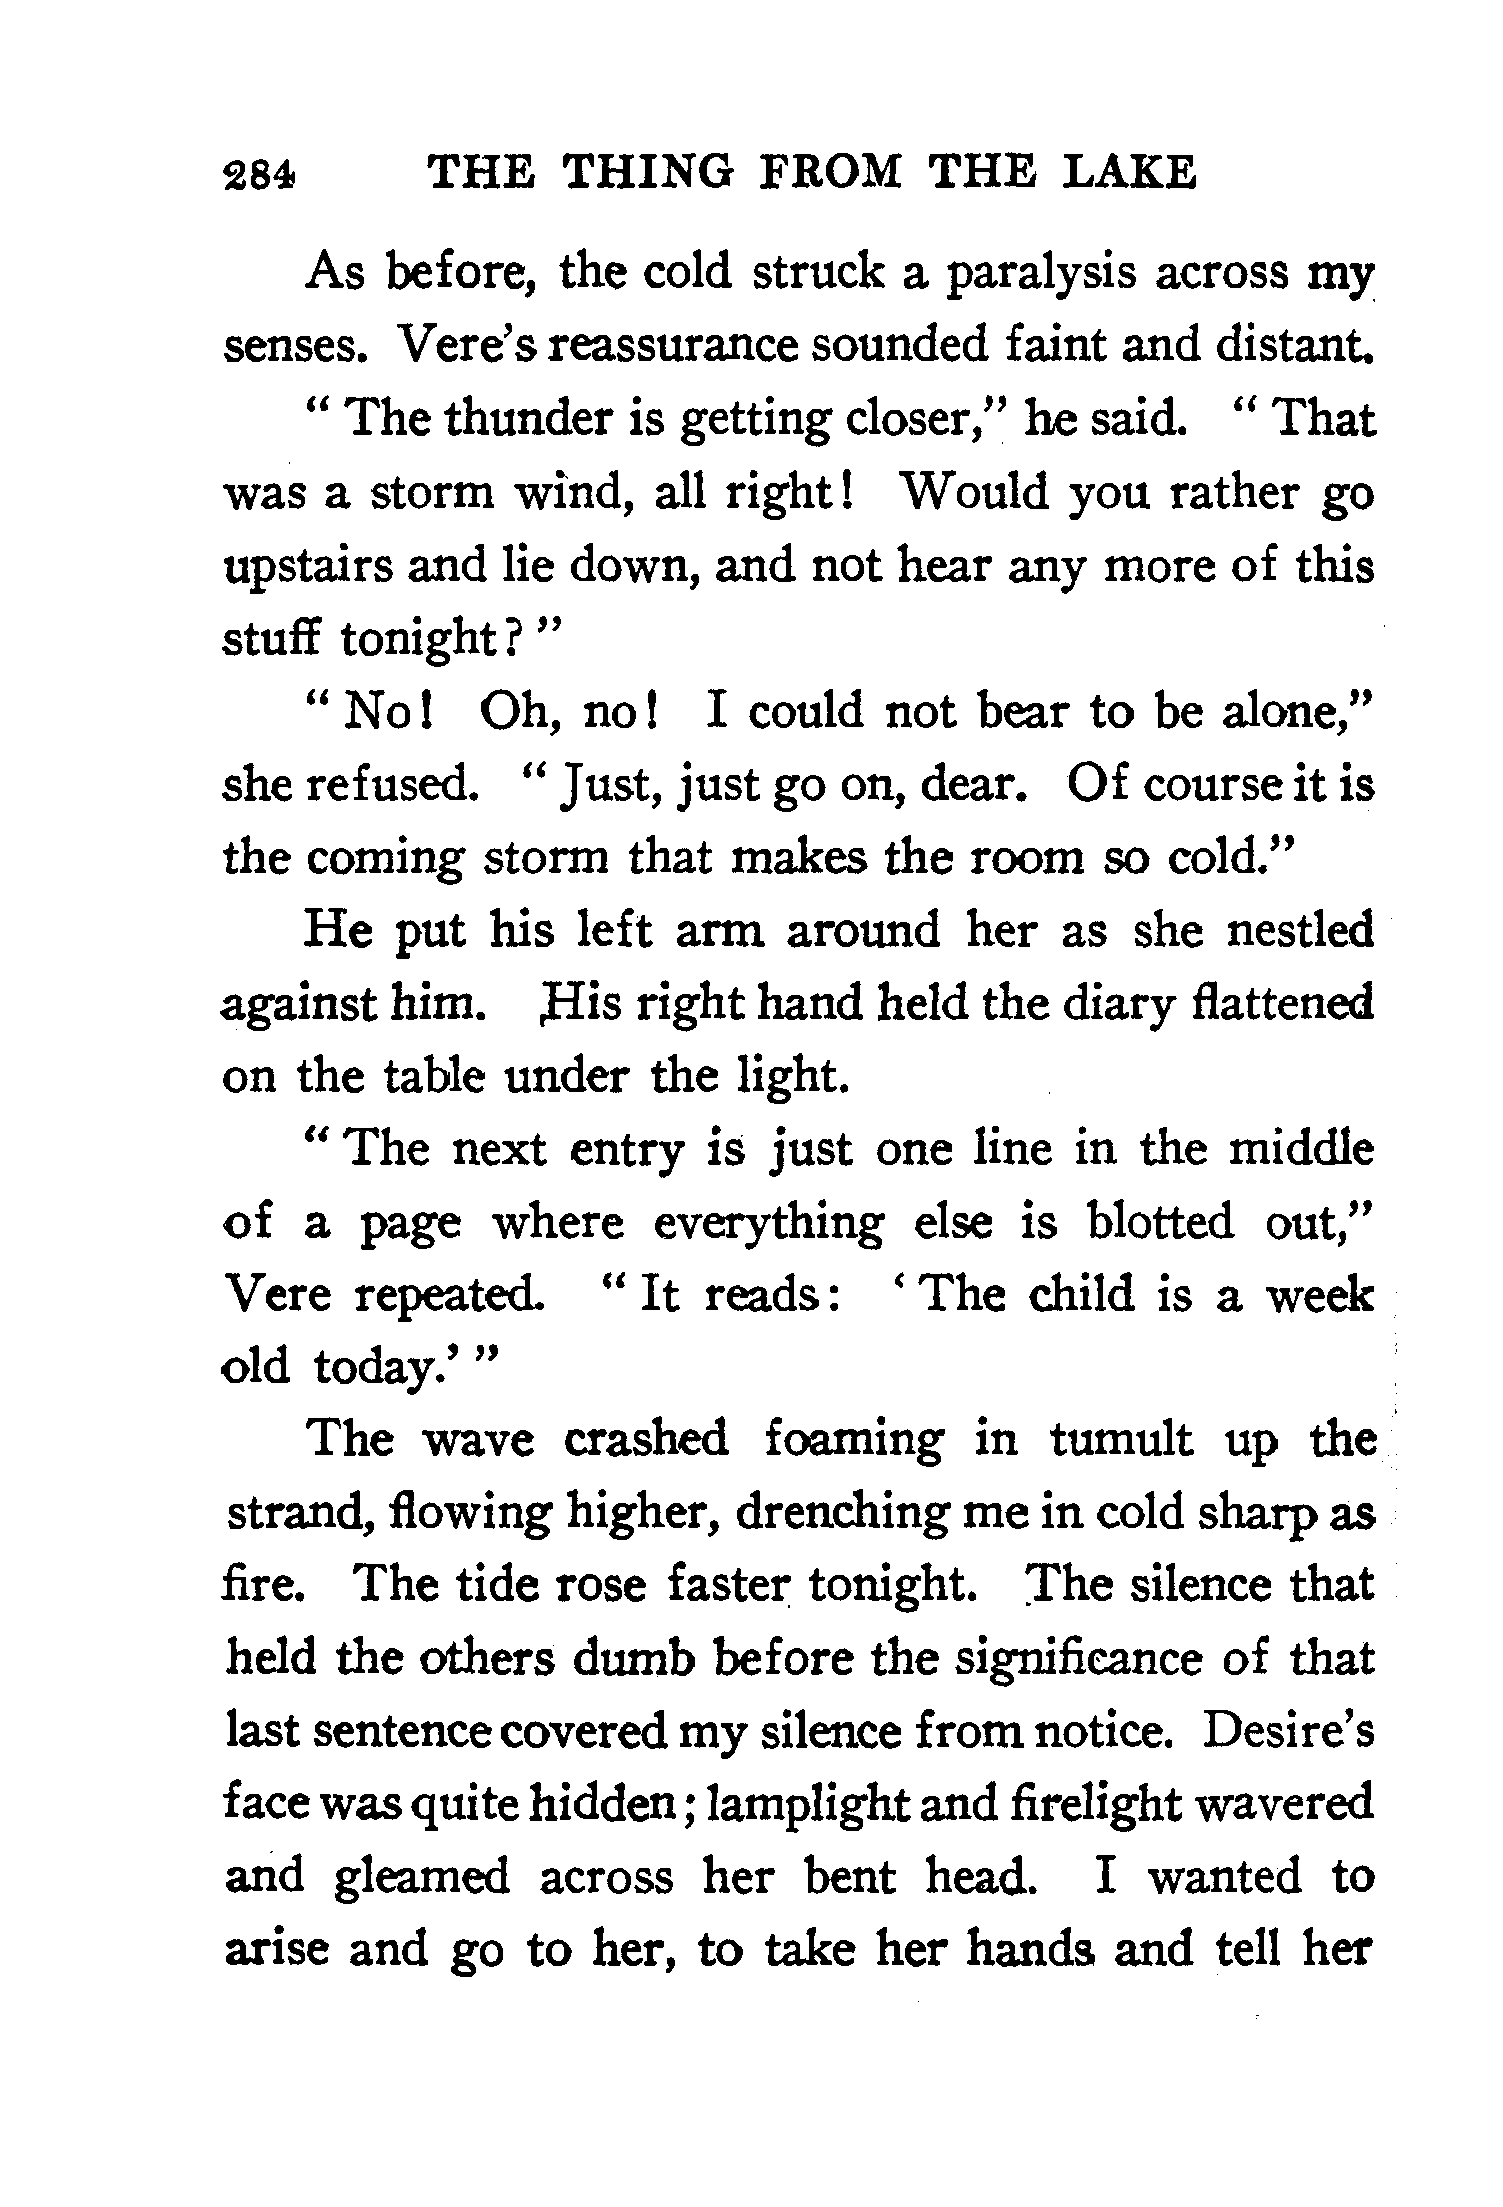 284 THE THING FROM THE LAKE
As before, the cold struck a paralysis across my
senses. Vere's reassurance sounded faint and distant.
" The thunder is getting closer," he said. " That
was a storm wind, all right! Would you rather go
upstairs and lie down, and not hear any more of this
stuff tonight? "
" No! Oh, no! I could not bear to be alone,"
she refused. " Just, just go on, dear. Of course it is
the coming storm that makes the room so cold."
He put his left arm around her as she nestled
against him. His right hand held the diary flattened
on the table under the light.
" The next entry is just one line in the middle
of a page where everything else is blotted out,"
Vere repeated. " It reads: ' The child is a week
old today.' "
The wave crashed foaming in tumult up the
strand, flowing higher, drenching me in cold sharp as
fire. The tide rose faster tonight. The silence that
held the others dumb before the significance of that
last sentence covered my silence from notice. Desire's
face was quite hidden; lamplight and firelight wavered
and gleamed across her bent head. I wanted to
arise and go to her, to take her hands and tell her